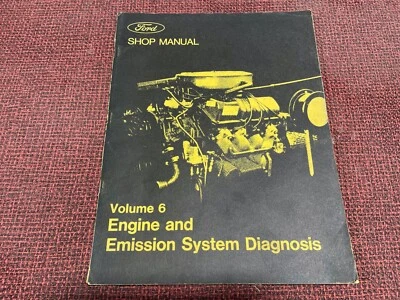 Ford
SHOP MANUAL
Volume 6
Engine and
Emission System Diagnosis